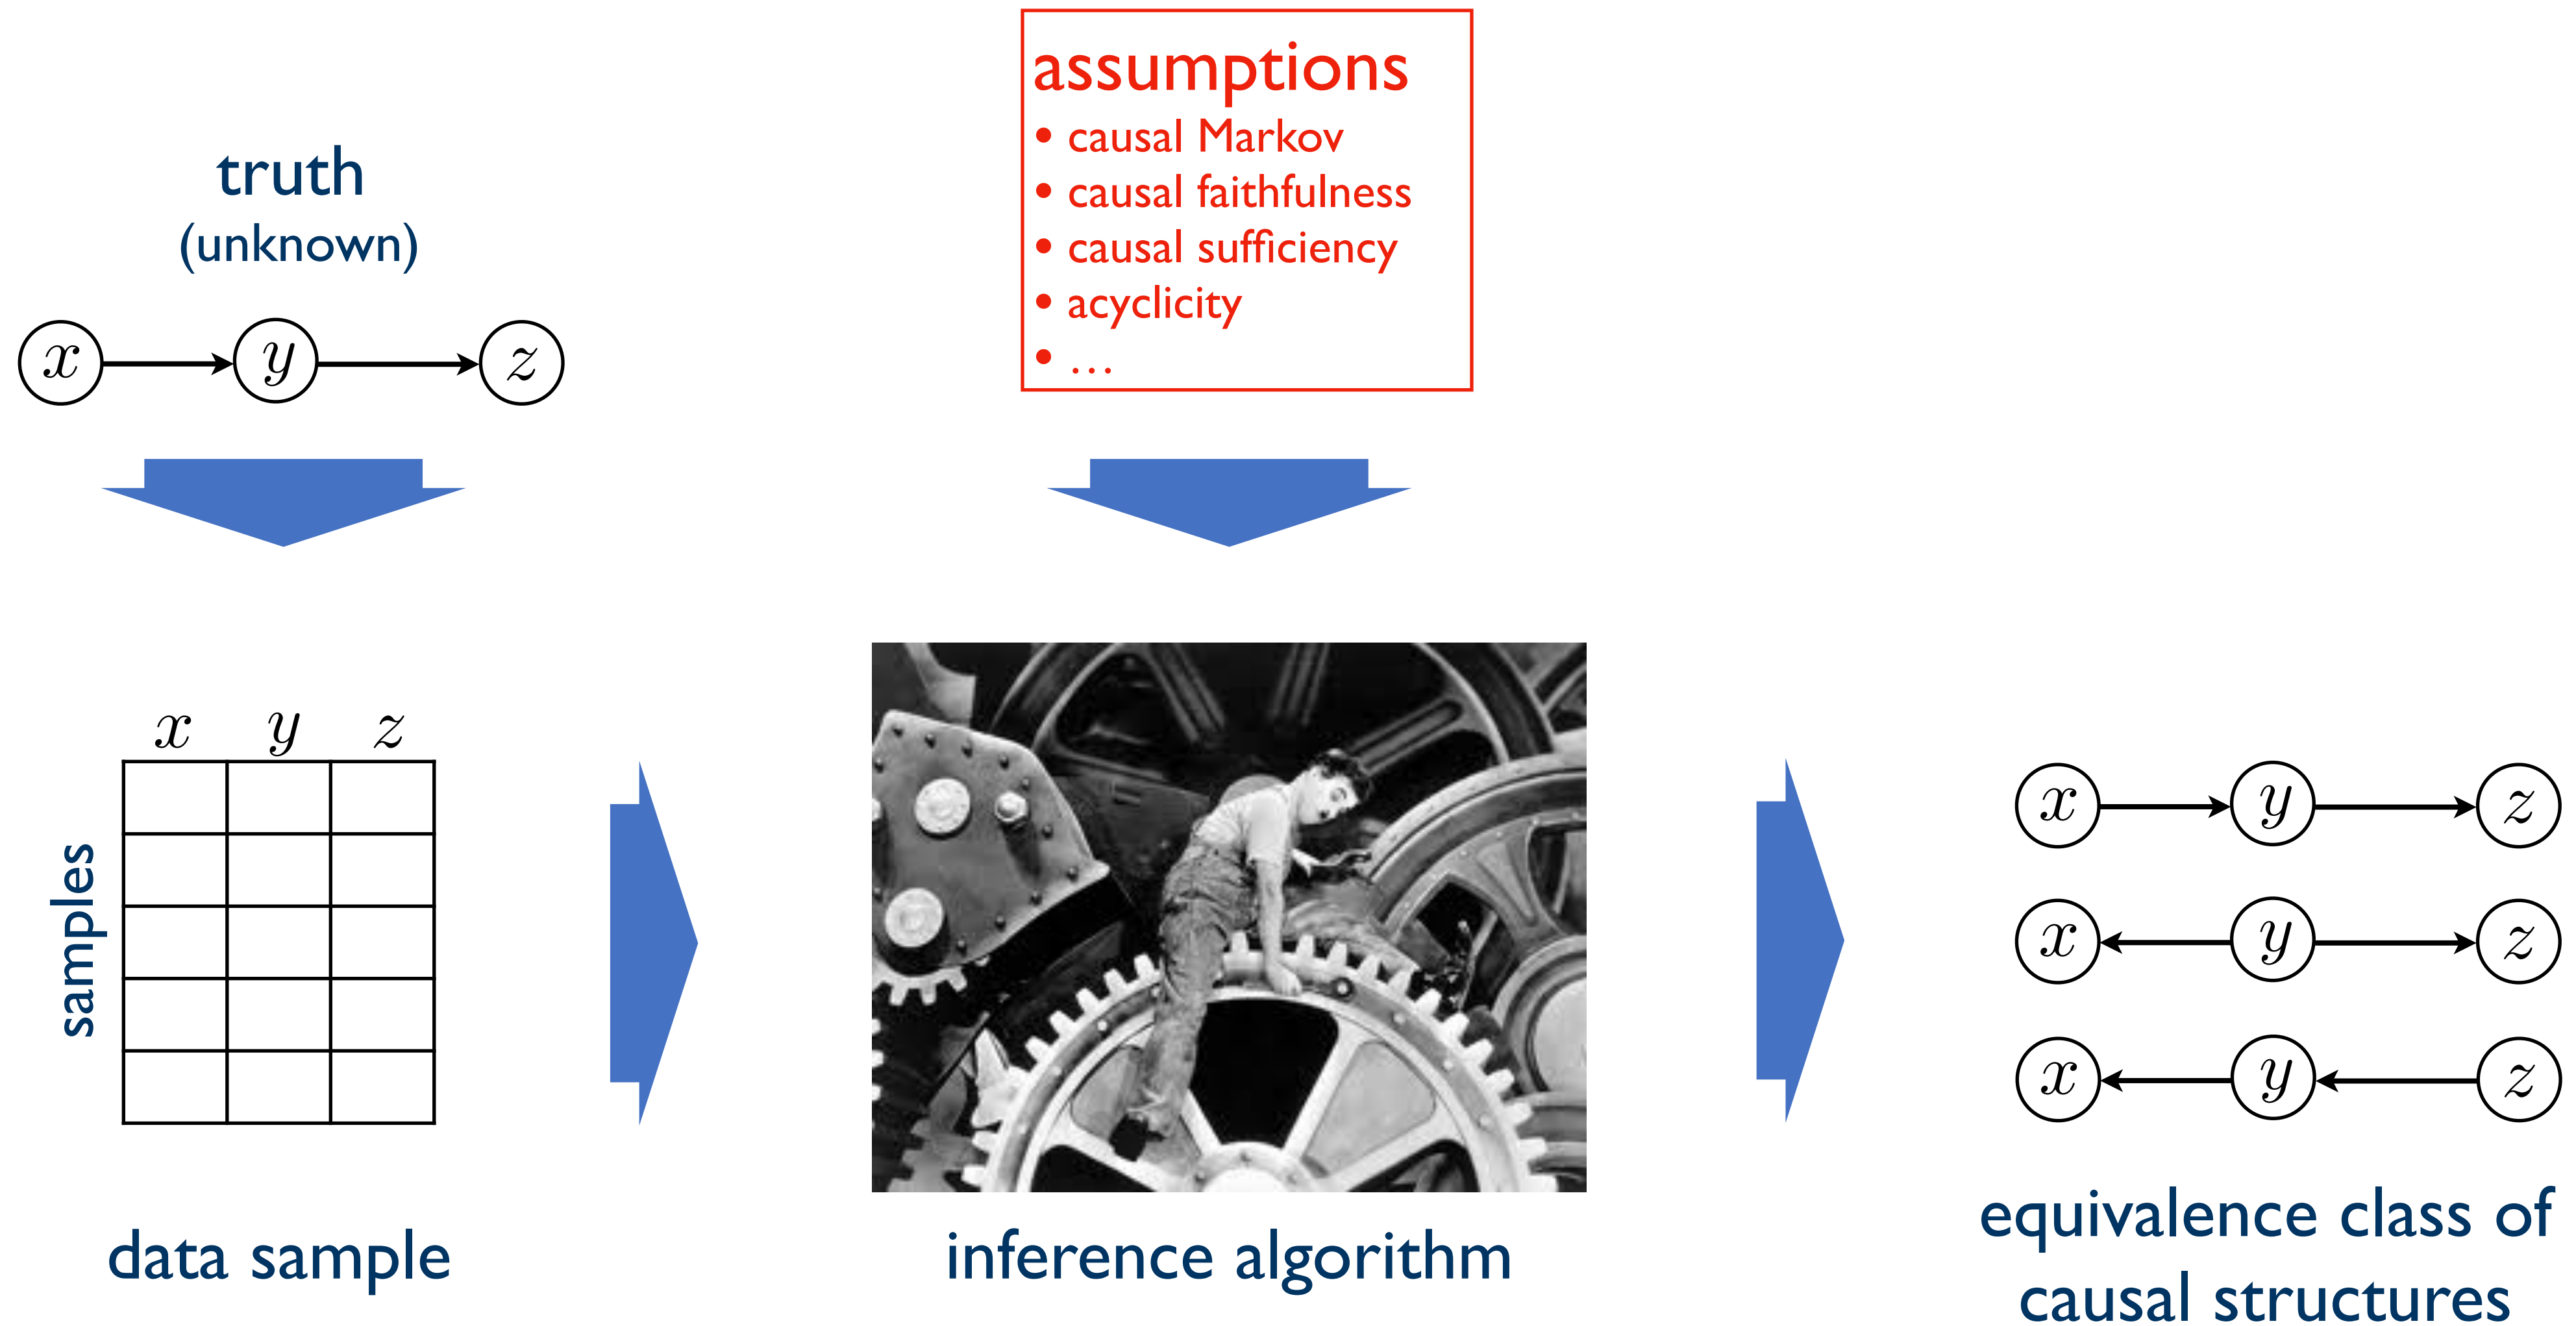 assumptions
• causal Markov
• causal faithfulness
• causal sufficiency
• acyclicity
• ...
truth
(unknown)
x y z
x y z
samples
data sample
inference algorithm
x y z
x y z
x y z
equivalence class of
causal structures